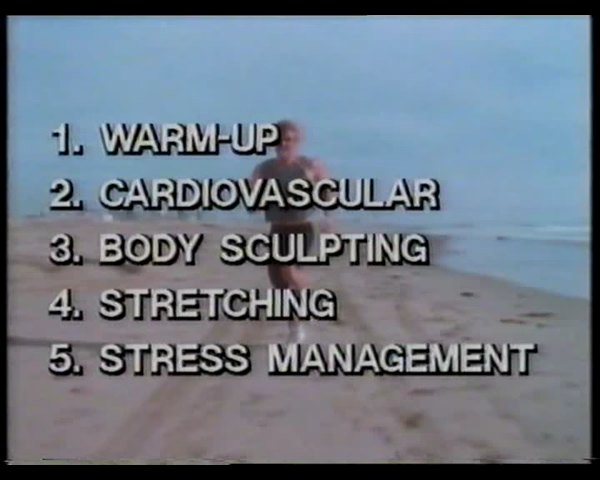 1. WARM-UP
2. CARDIOVASCULAR
3. BODY SCULPTING
4. STRETCHING
5. STRESS MANAGEMENT